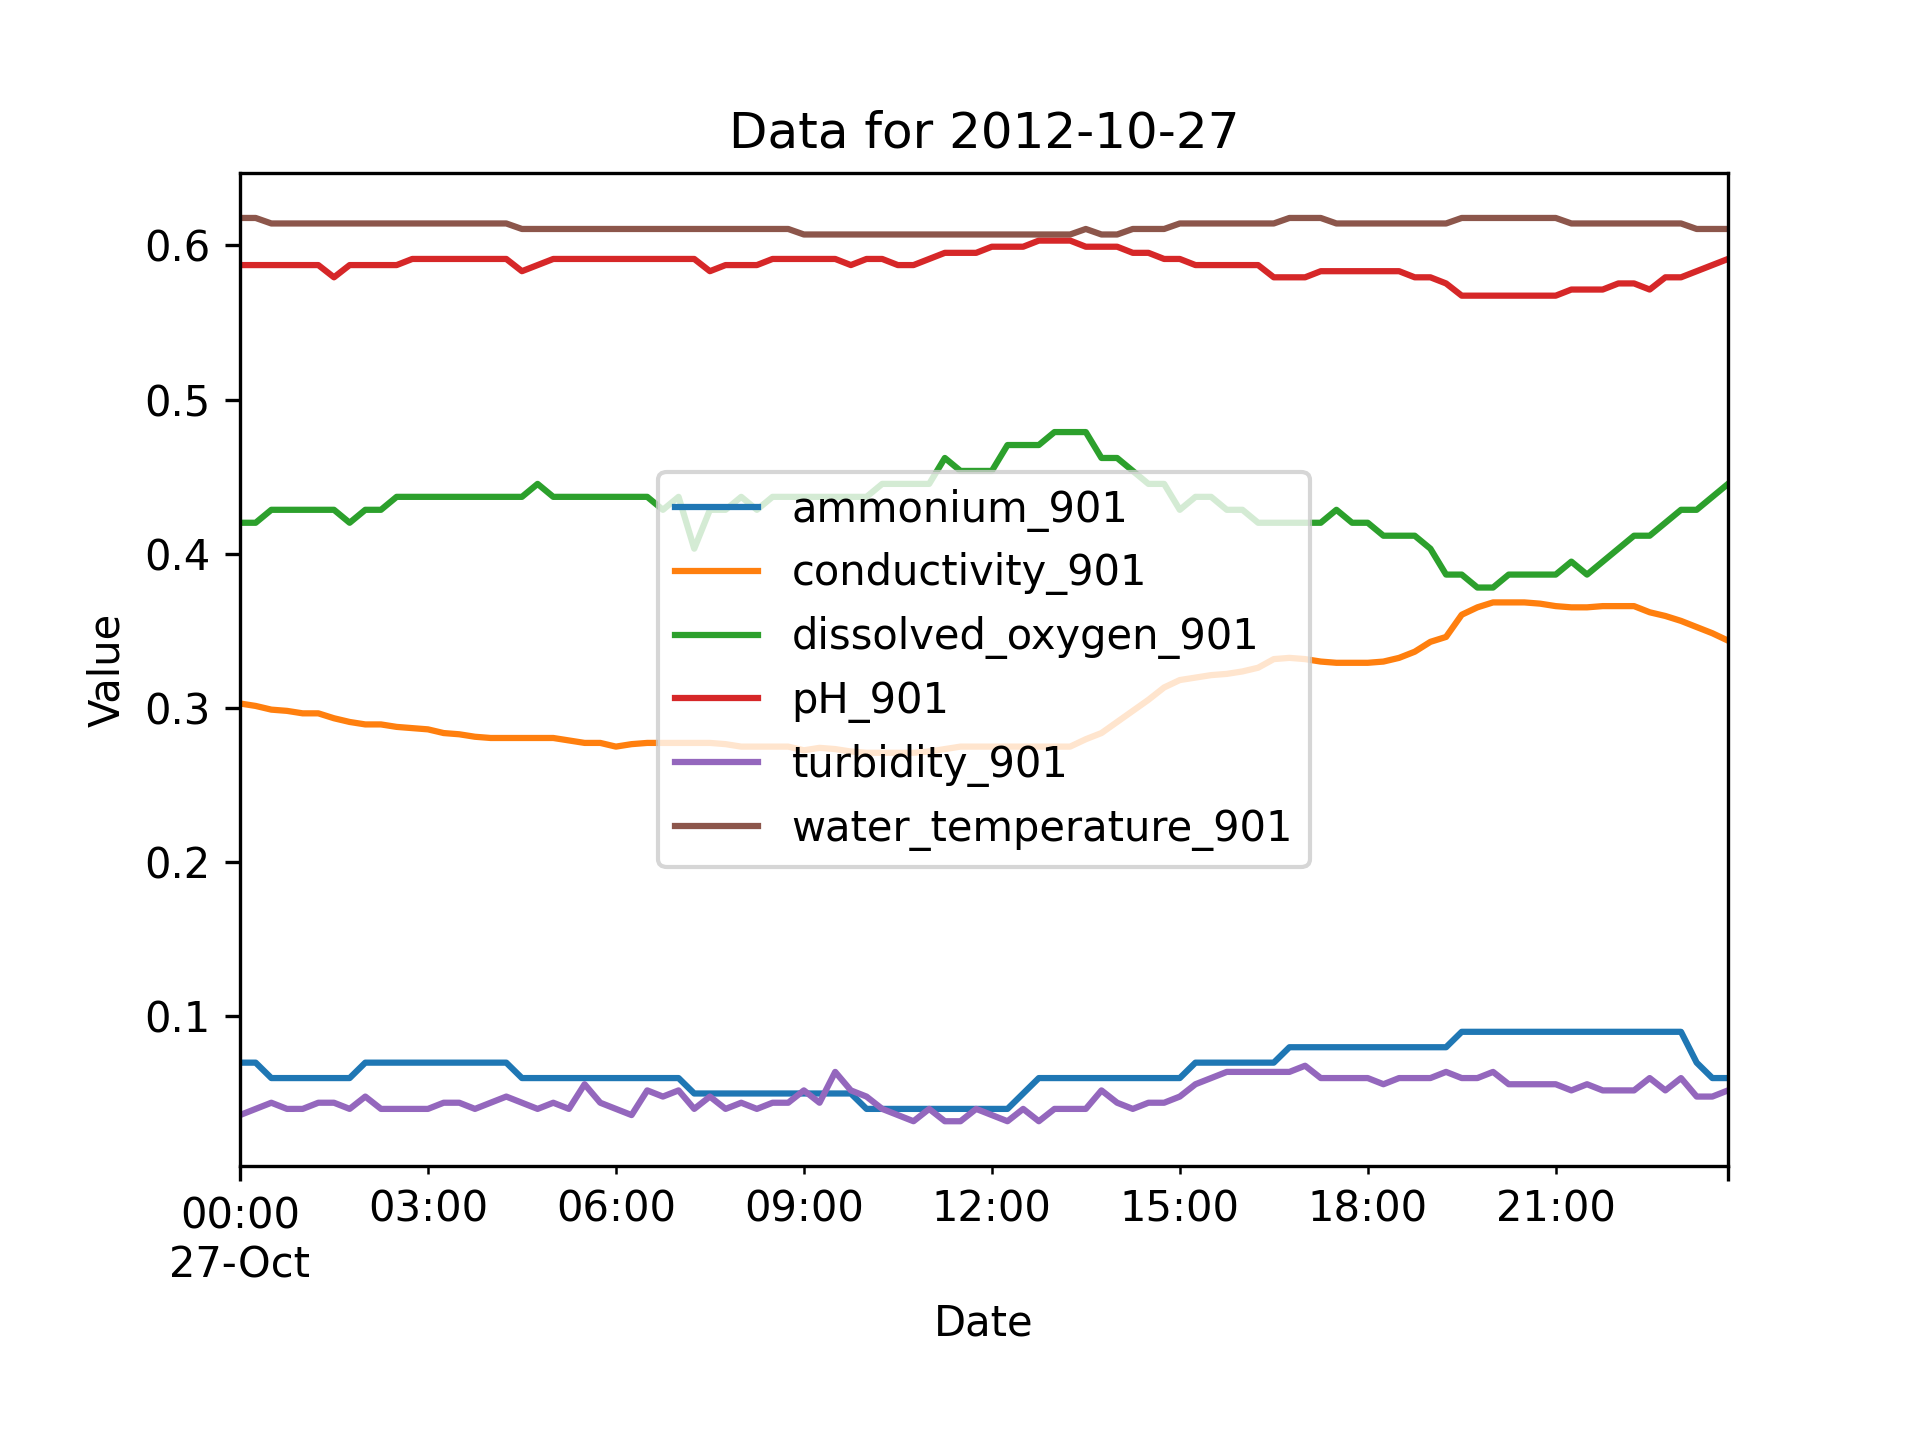 Data for 2012-10-27
0.6
0.5
0.4
0.3
0.2
0.1
Value
ammonium_901
conductivity_901
dissolved_oxygen_901
pH_901
turbidity_901
water_temperature_901
00:00 03:00 06:00 09:00 12:00 15:00 18:00 21:00
27-Oct
Date